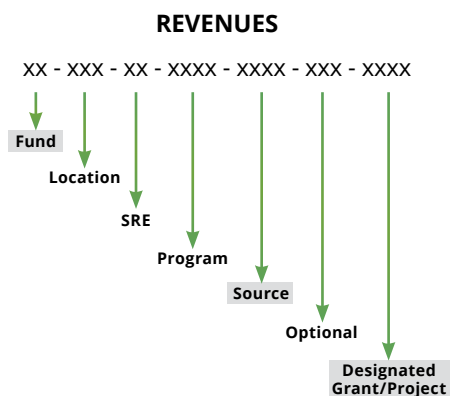 REVENUES
xx - xxx - xx - xxxx - xxxx - xxx - xxxx
Fund
Location
SRE
Program
Source
Optional
Designated
Grant/Project